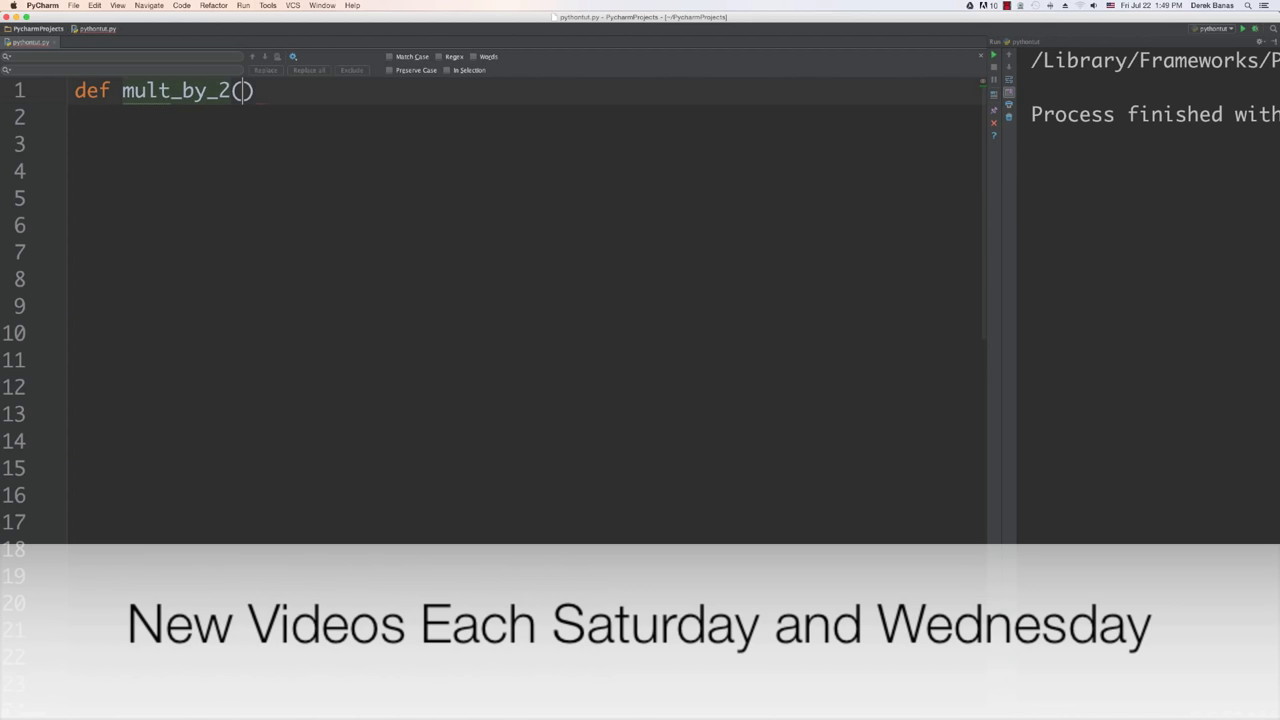 PyCharm File Edit View Navigate Code Refactor Run Tools VCS Window Help
10 Fri Jul 22 1:49 PM Derek Banas
pythontut.py - PycharmProjects - [~/PycharmProjects]
PycharmProjects pythontut.py pythontut
pythontut.py Run pythontut
Match Case Regex Words
Replace Replace all Exclude Preserve Case In Selection
1 def mult_by_2()
2
3
4
5
6
7
8
9
10
11
12
13
14
15
16
17
18
19
20
21
22
23
/Library/Frameworks/P
Process finished with
New Videos Each Saturday and Wednesday